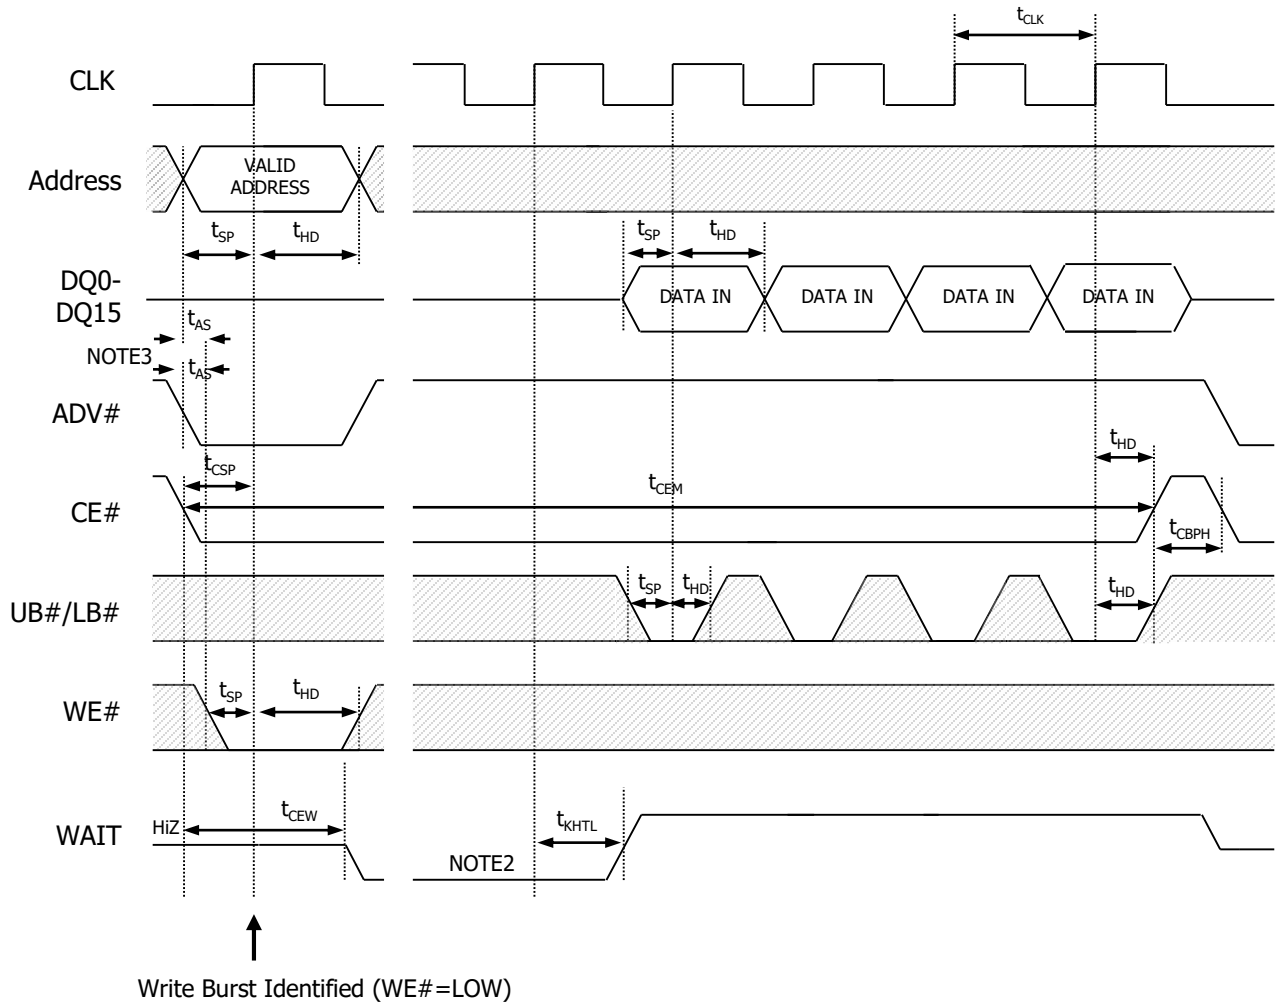 tCLK
CLK
Address
VALID
ADDRESS
tSP
tHD
tSP
tHD
DQ0-
DQ15
DATA IN
DATA IN
DATA IN
DATA IN
tAS
NOTE3
tAS
ADV#
tHD
tCSP
tCEM
CE#
tCBPH
UB#/LB#
tSP
tHD
tHD
WE#
tSP
tHD
WAIT
HiZ
tCEW
tKHTL
NOTE2
Write Burst Identified (WE#=LOW)